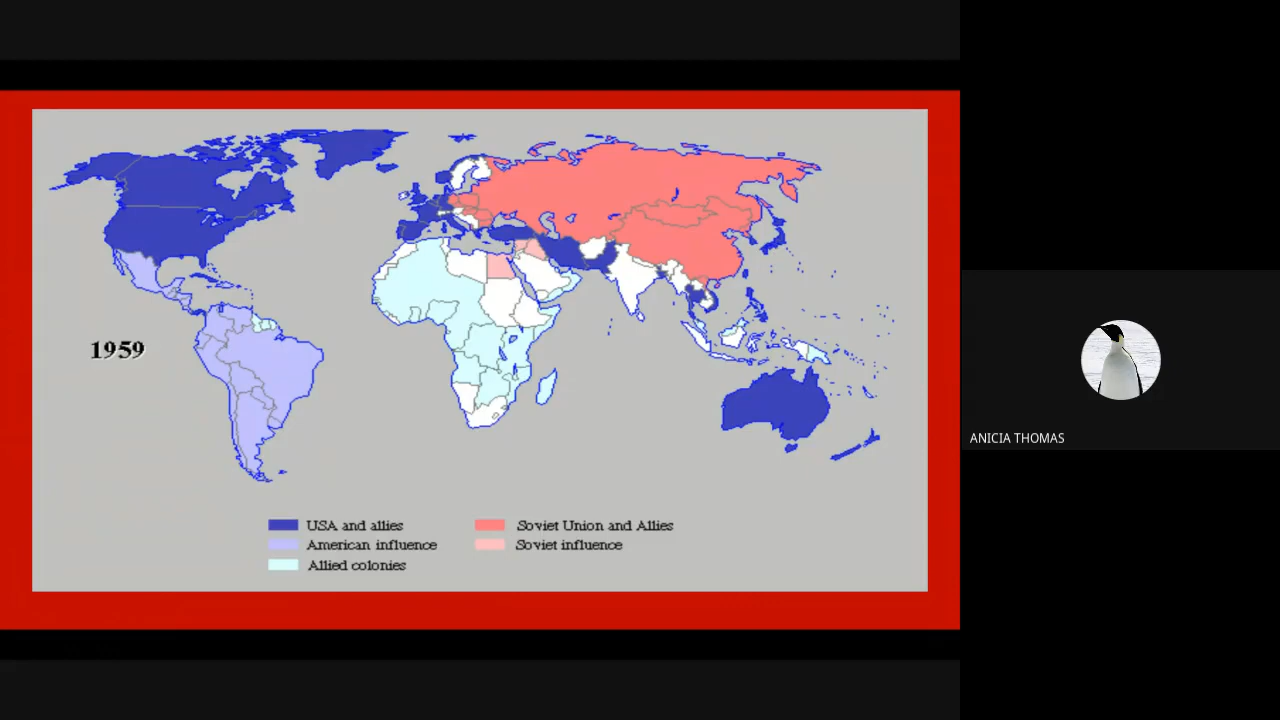 1959
USA and allies
American influence
Allied colonies
Soviet Union and Allies
Soviet influence
ANICIA THOMAS